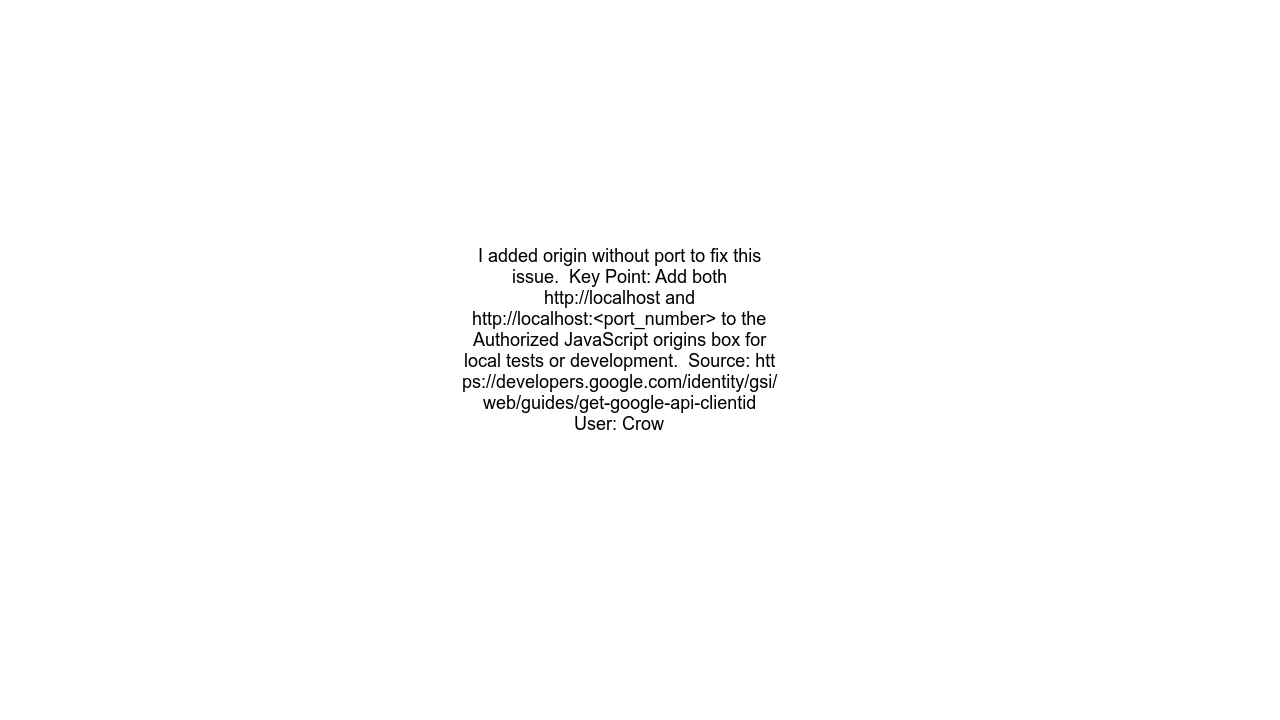 I added origin without port to fix this
issue.  Key Point: Add both
http://localhost and
http://localhost:<port_number> to the
Authorized JavaScript origins box for
local tests or development.  Source: htt
ps://developers.google.com/identity/gsi/
web/guides/get-google-api-clientid
User: Crow